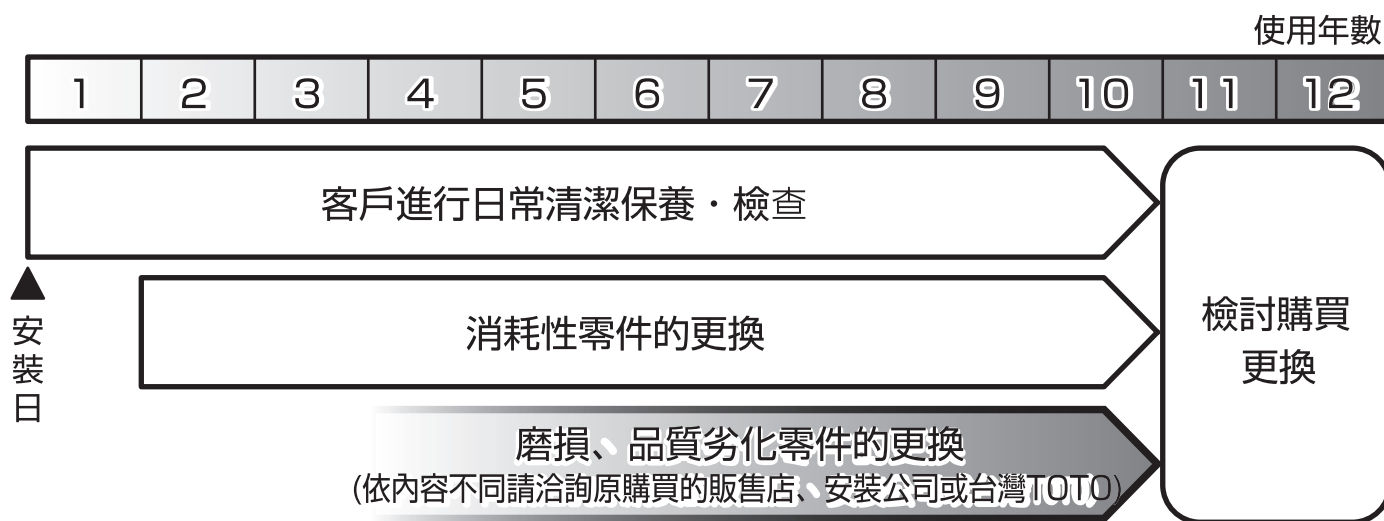 使用年數
1 2 3 4 5 6 7 8 9 10 11 12
客戶進行日常清潔保養・檢查
安裝日
消耗性零件的更換
磨損、品質劣化零件的更換
(依內容不同請洽詢原購買的販售店、安裝公司或台灣TOTO)
檢討購買
更換